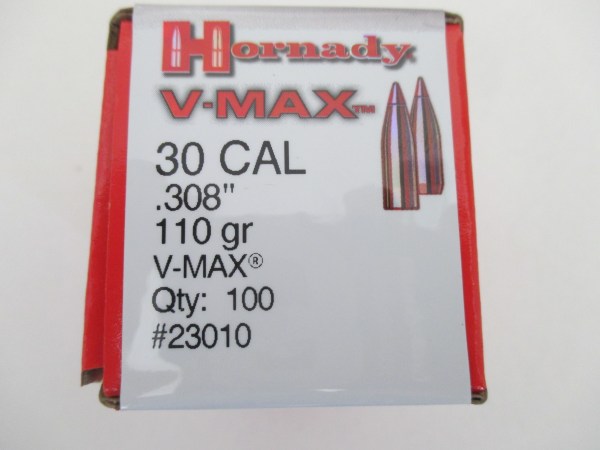 Hornady
V-MAX™
30 CAL
.308"
110 gr
V-MAX®
Qty: 100
#23010